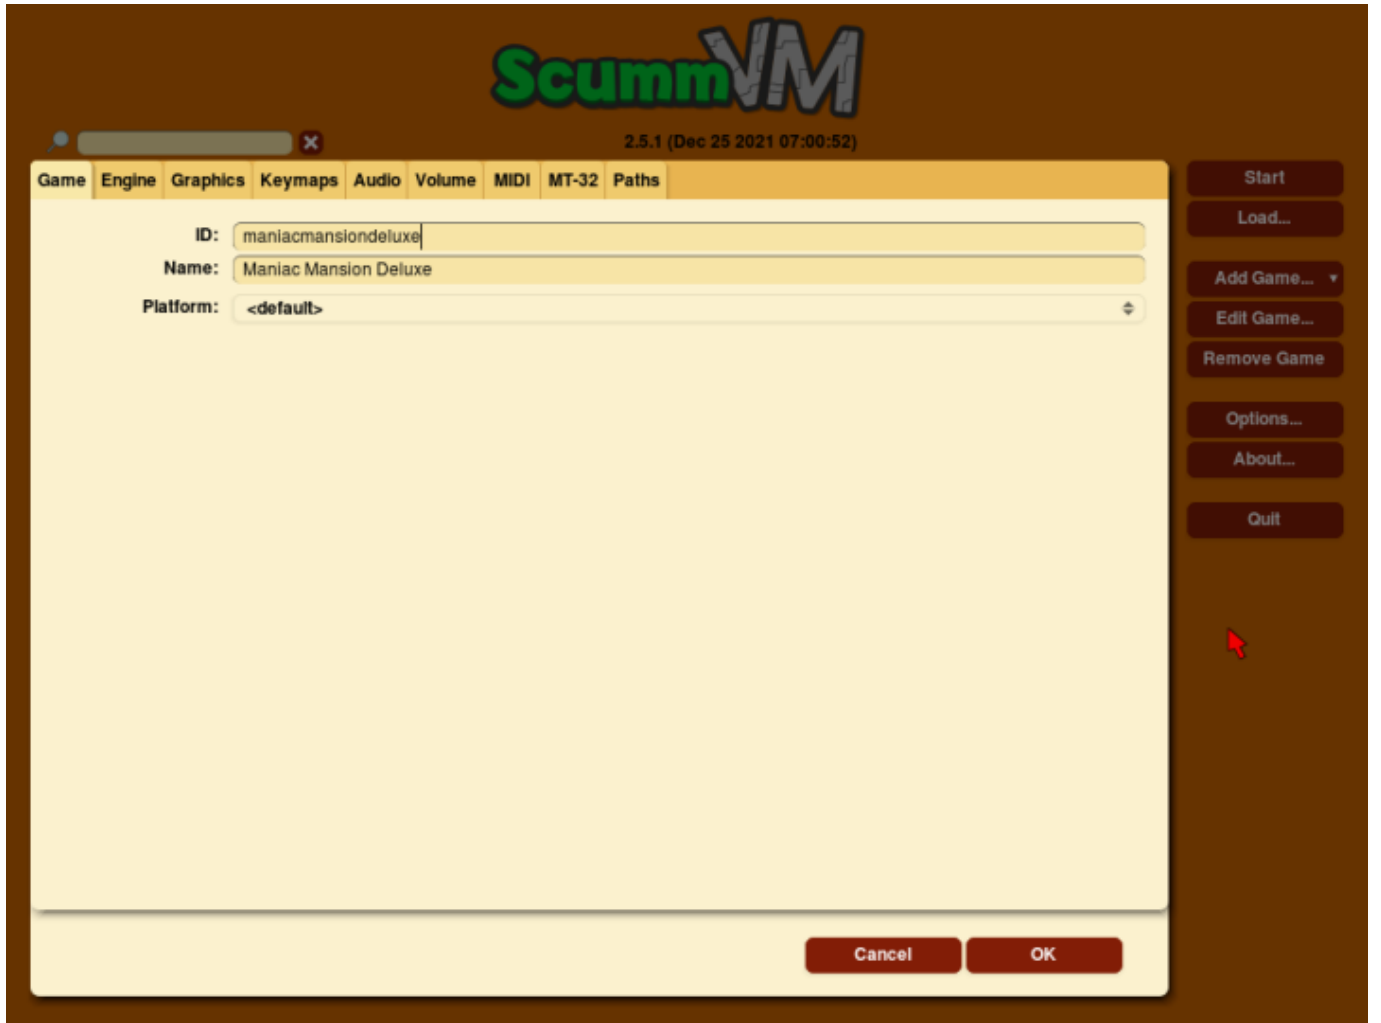 ScummVM
2.5.1 (Dec 25 2021 07:00:52)
Game Engine Graphics Keymaps Audio Volume MIDI MT-32 Paths
ID: maniacmansiondeluxe
Name: Maniac Mansion Deluxe
Platform: <default>
Cancel OK
Start
Load...
Add Game...
Edit Game...
Remove Game
Options...
About...
Quit